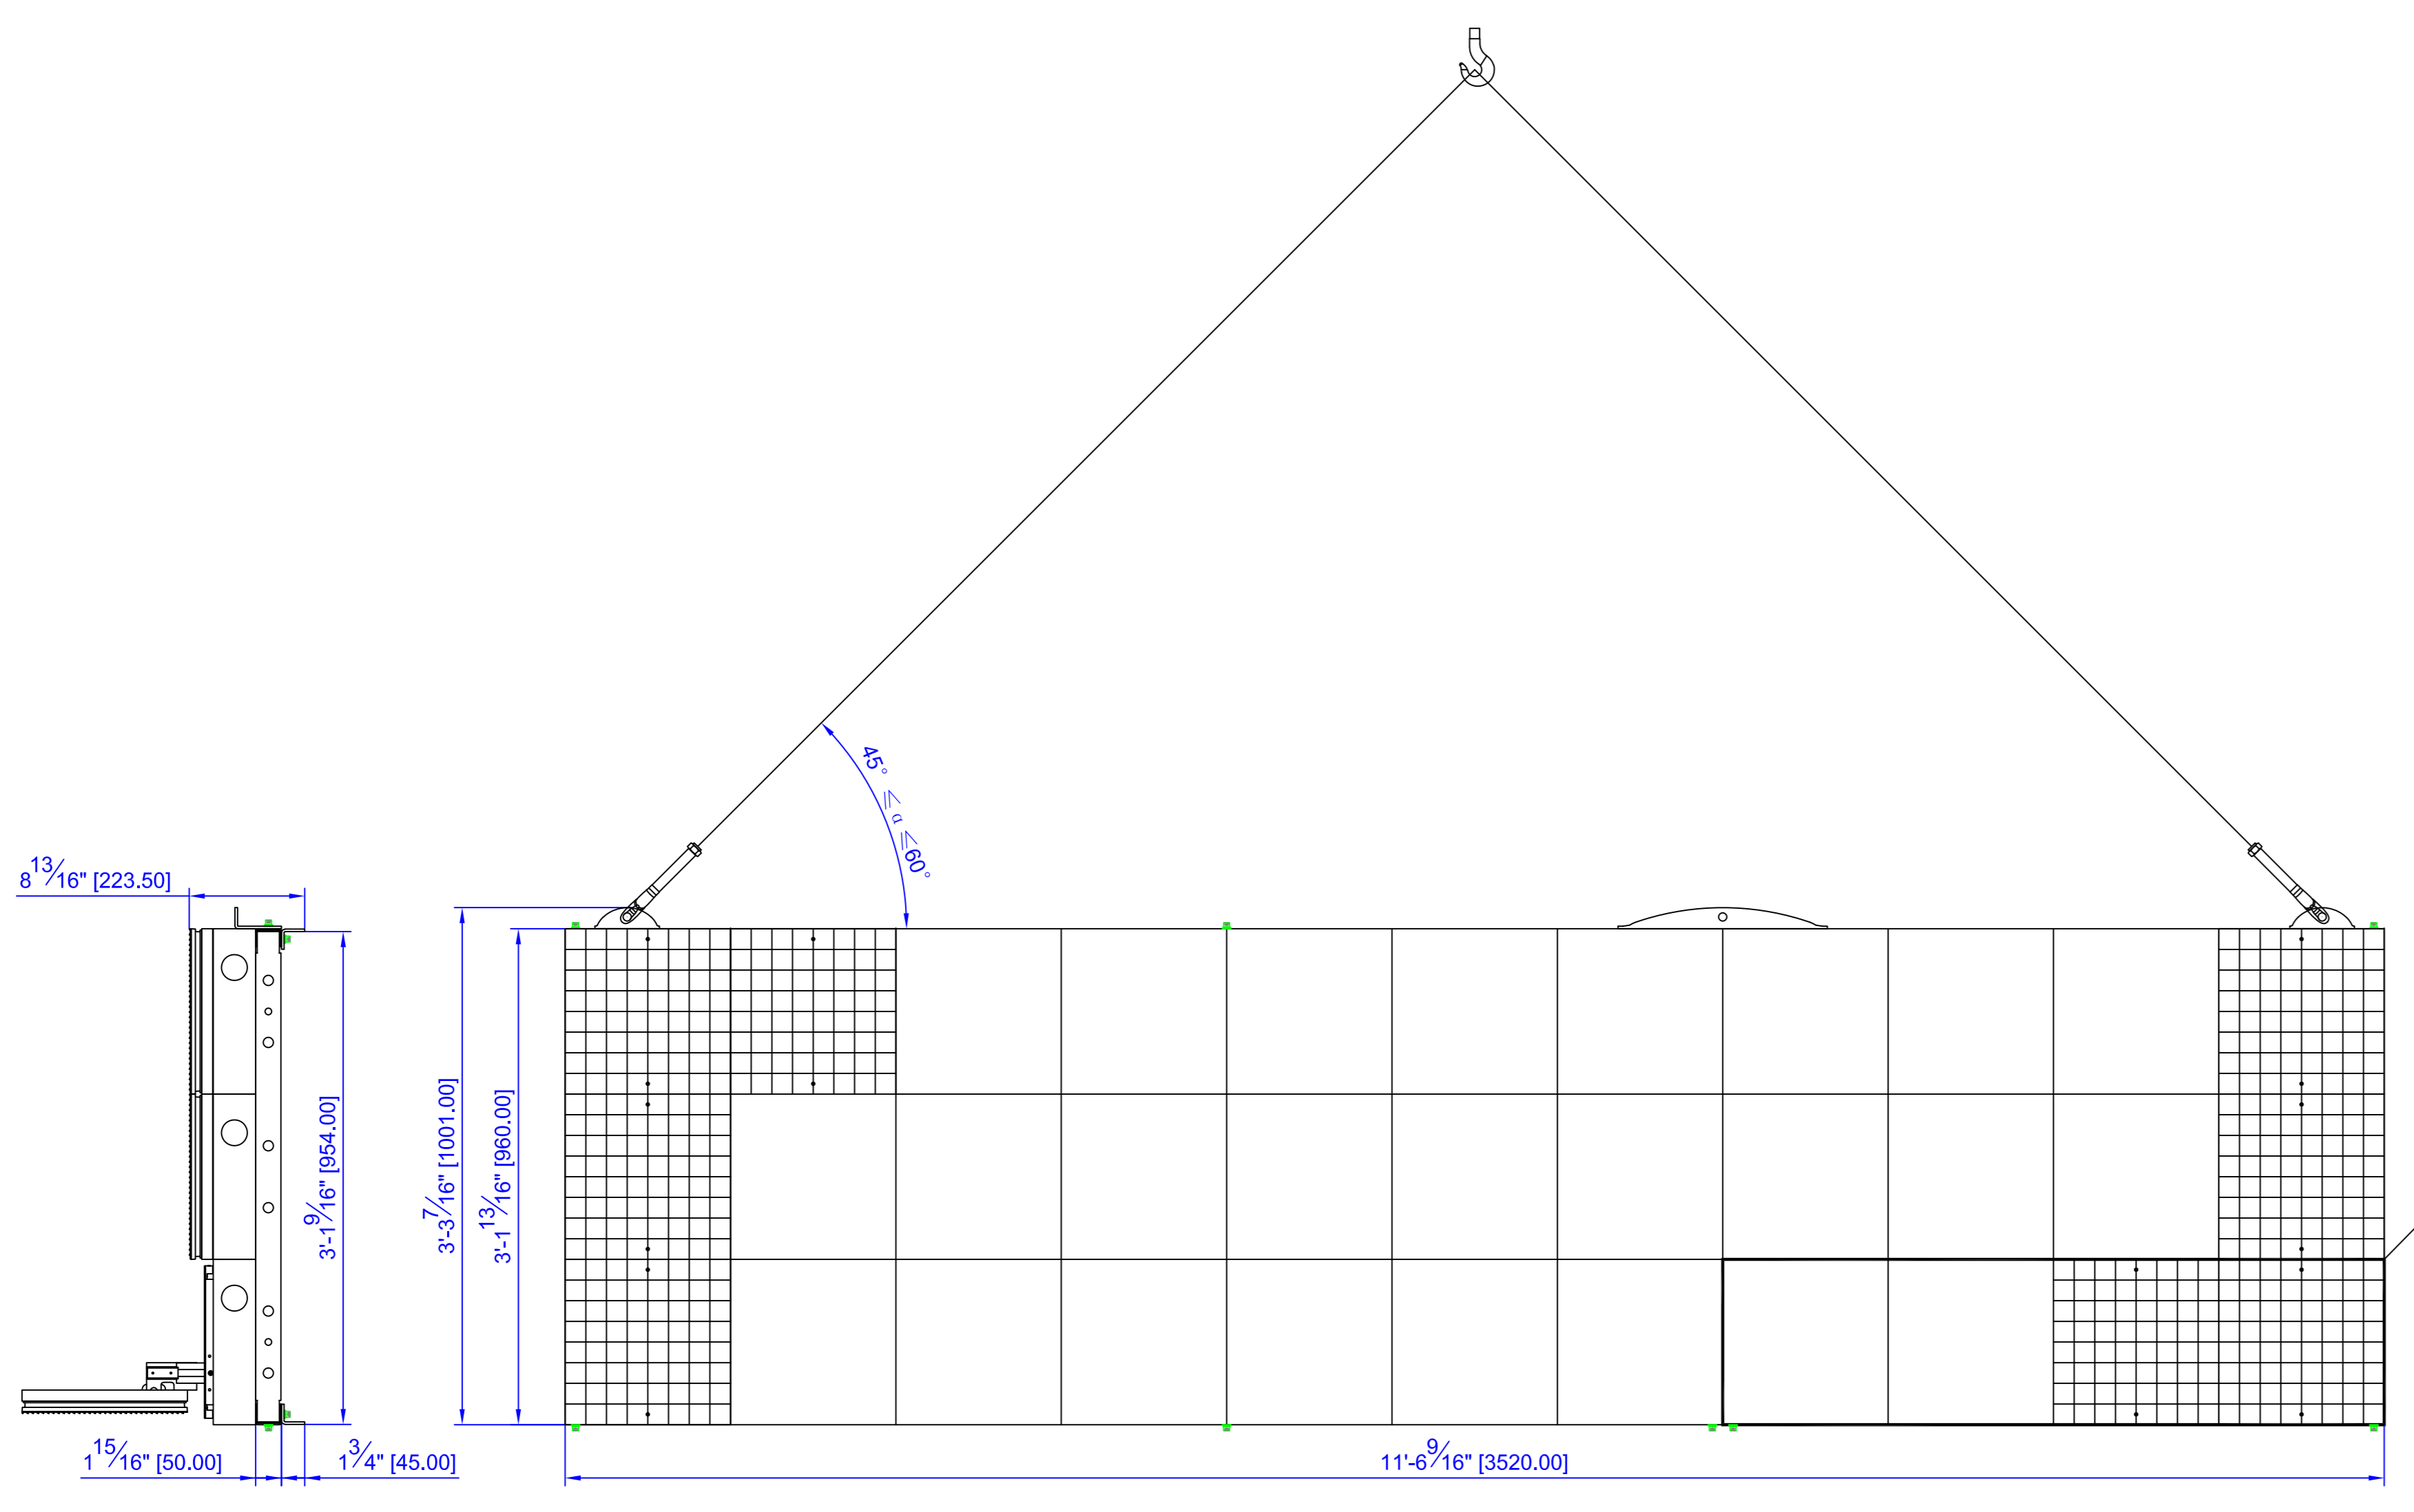 45° ≤ α ≤60°
8 13/16" [223.50]
3'-1 9/16" [954.00]
3'-3 7/16" [1001.00]
3'-1 13/16" [960.00]
1 15/16" [50.00]
1 3/4" [45.00]
11'-6 9/16" [3520.00]